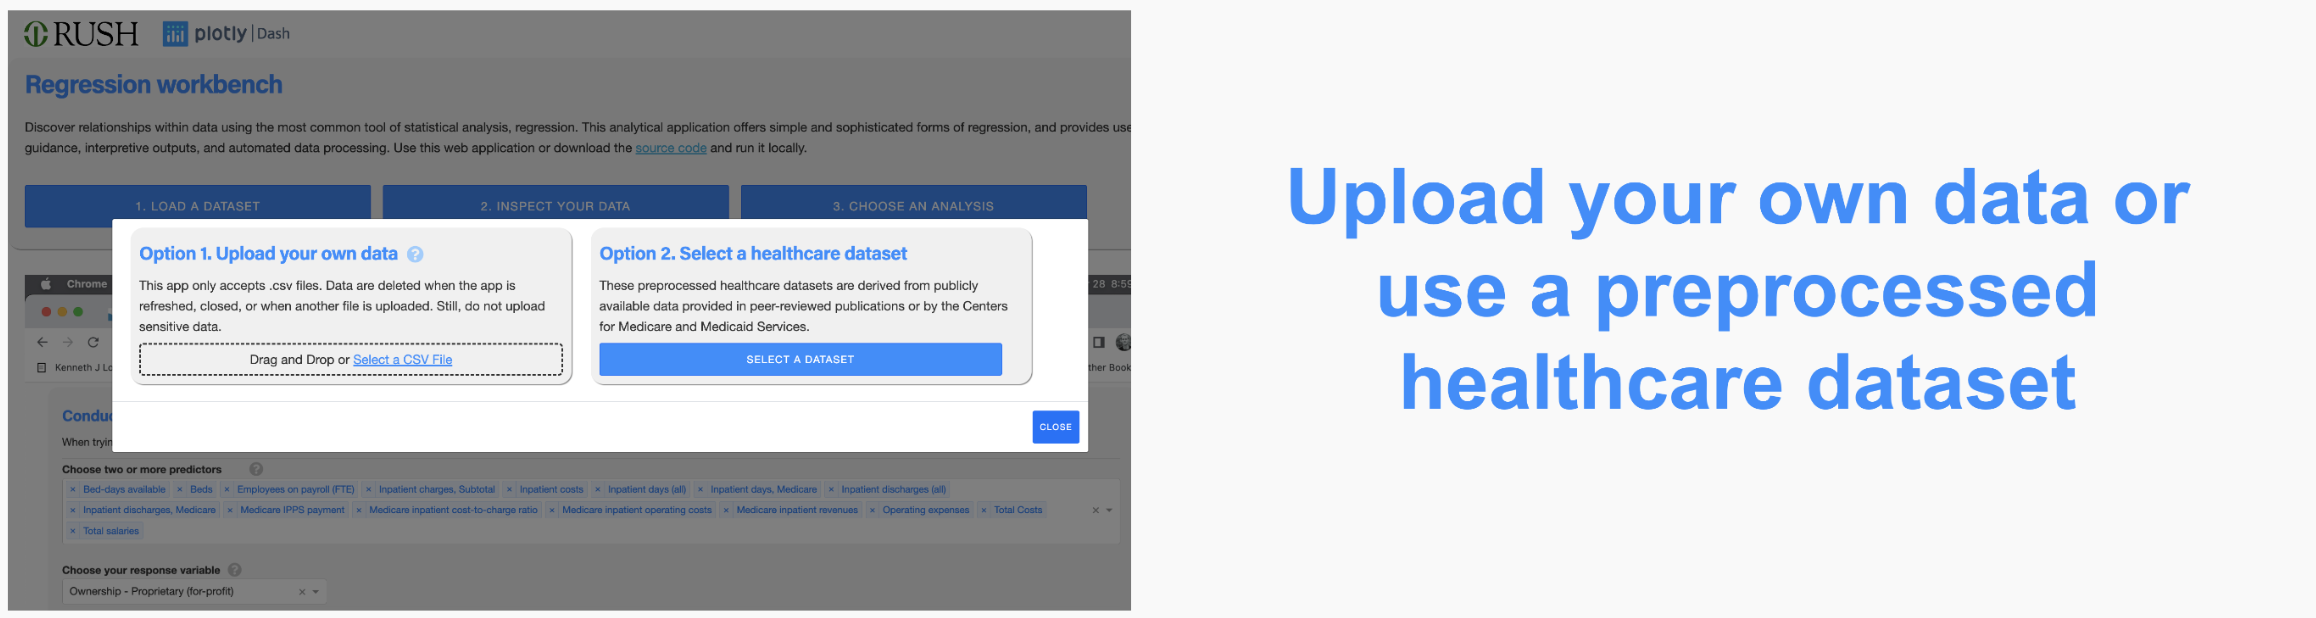 RUSH plotly | Dash
Regression workbench
Discover relationships within data using the most common tool of statistical analysis, regression. This analytical application offers simple and sophisticated forms of regression, and provides use
guidance, interpretive outputs, and automated data processing. Use this web application or download the source code and run it locally.
1. LOAD A DATASET
2. INSPECT YOUR DATA
3. CHOOSE AN ANALYSIS
Option 1. Upload your own data ?
This app only accepts .csv files. Data are deleted when the app is
refreshed, closed, or when another file is uploaded. Still, do not upload
sensitive data.
Drag and Drop or Select a CSV File
Option 2. Select a healthcare dataset
These preprocessed healthcare datasets are derived from publicly
available data provided in peer-reviewed publications or by the Centers
for Medicare and Medicaid Services.
SELECT A DATASET
CLOSE
Chrome
28 8:59
Kenneth J Lo
ther Book
Conduc
When tryin
Choose two or more predictors ?
× Bed-days available × Beds × Employees on payroll (FTE) × Inpatient charges, Subtotal × Inpatient costs × Inpatient days (all) × Inpatient days, Medicare × Inpatient discharges (all)
× Inpatient discharges, Medicare × Medicare IPPS payment × Medicare inpatient cost-to-charge ratio × Medicare inpatient operating costs × Medicare inpatient revenues × Operating expenses × Total Costs
× Total salaries
Choose your response variable ?
Ownership - Proprietary (for-profit) ×
Upload your own data or
use a preprocessed
healthcare dataset